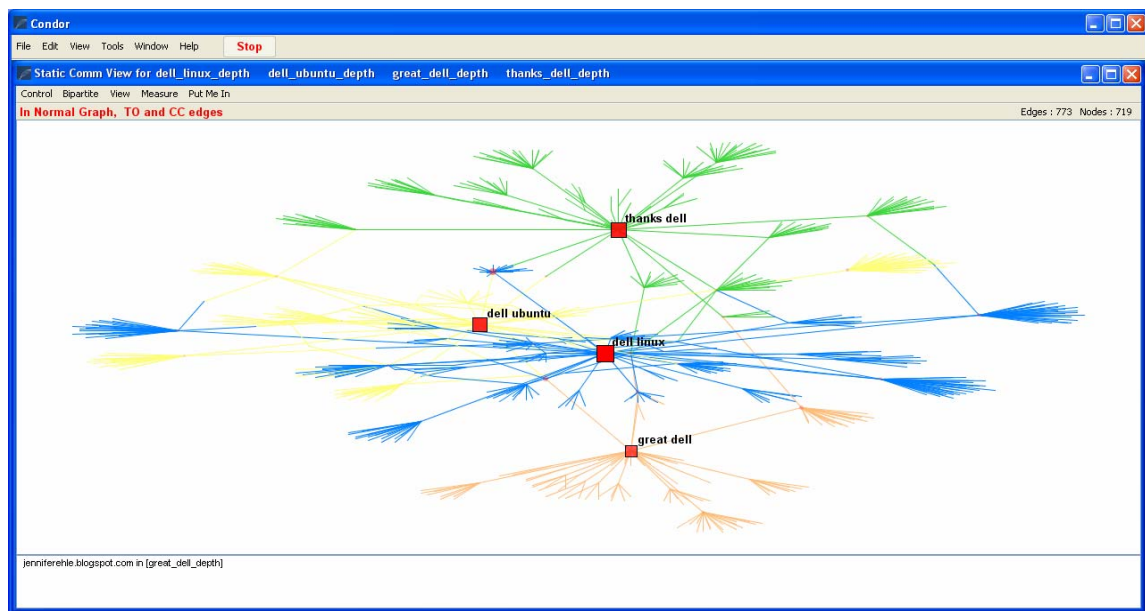 Condor
File Edit View Tools Window Help Stop
Static Comm View for dell_linux_depth dell_ubuntu_depth great_dell_depth thanks_dell_depth
Control Bipartite View Measure Put Me In
In Normal Graph, TO and CC edges Edges : 773 Nodes : 719
thanks dell
dell ubuntu
dell linux
great dell
jenniferehle.blogspot.com in [great_dell_depth]